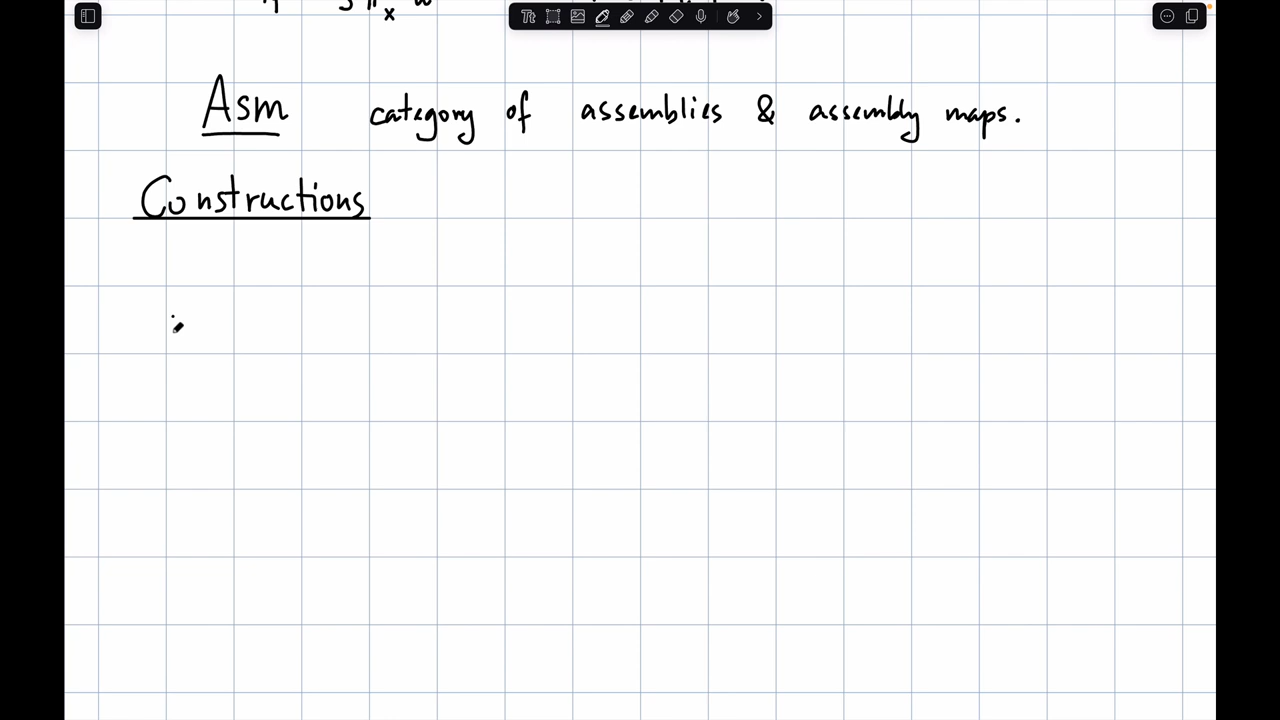 Asm category of assemblies & assembly maps.
Constructions